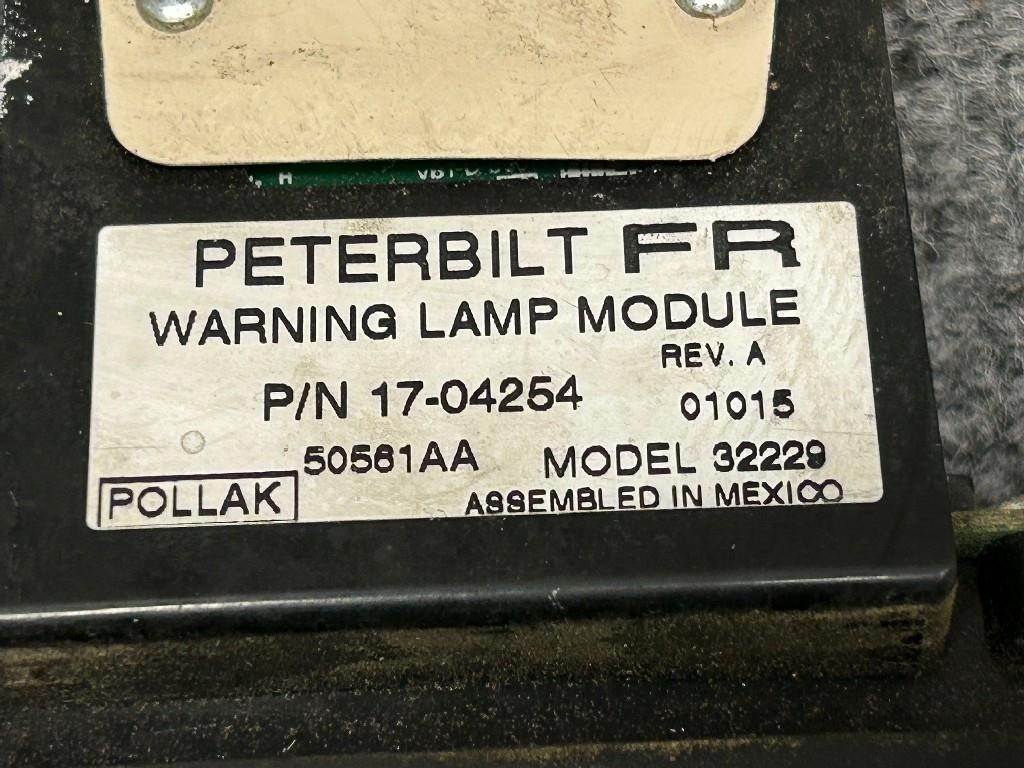 H
PETERBILT FR
WARNING LAMP MODULE
REV. A
P/N 17-04254 01015
50561AA MODEL 32229
POLLAK ASSEMBLED IN MEXICO